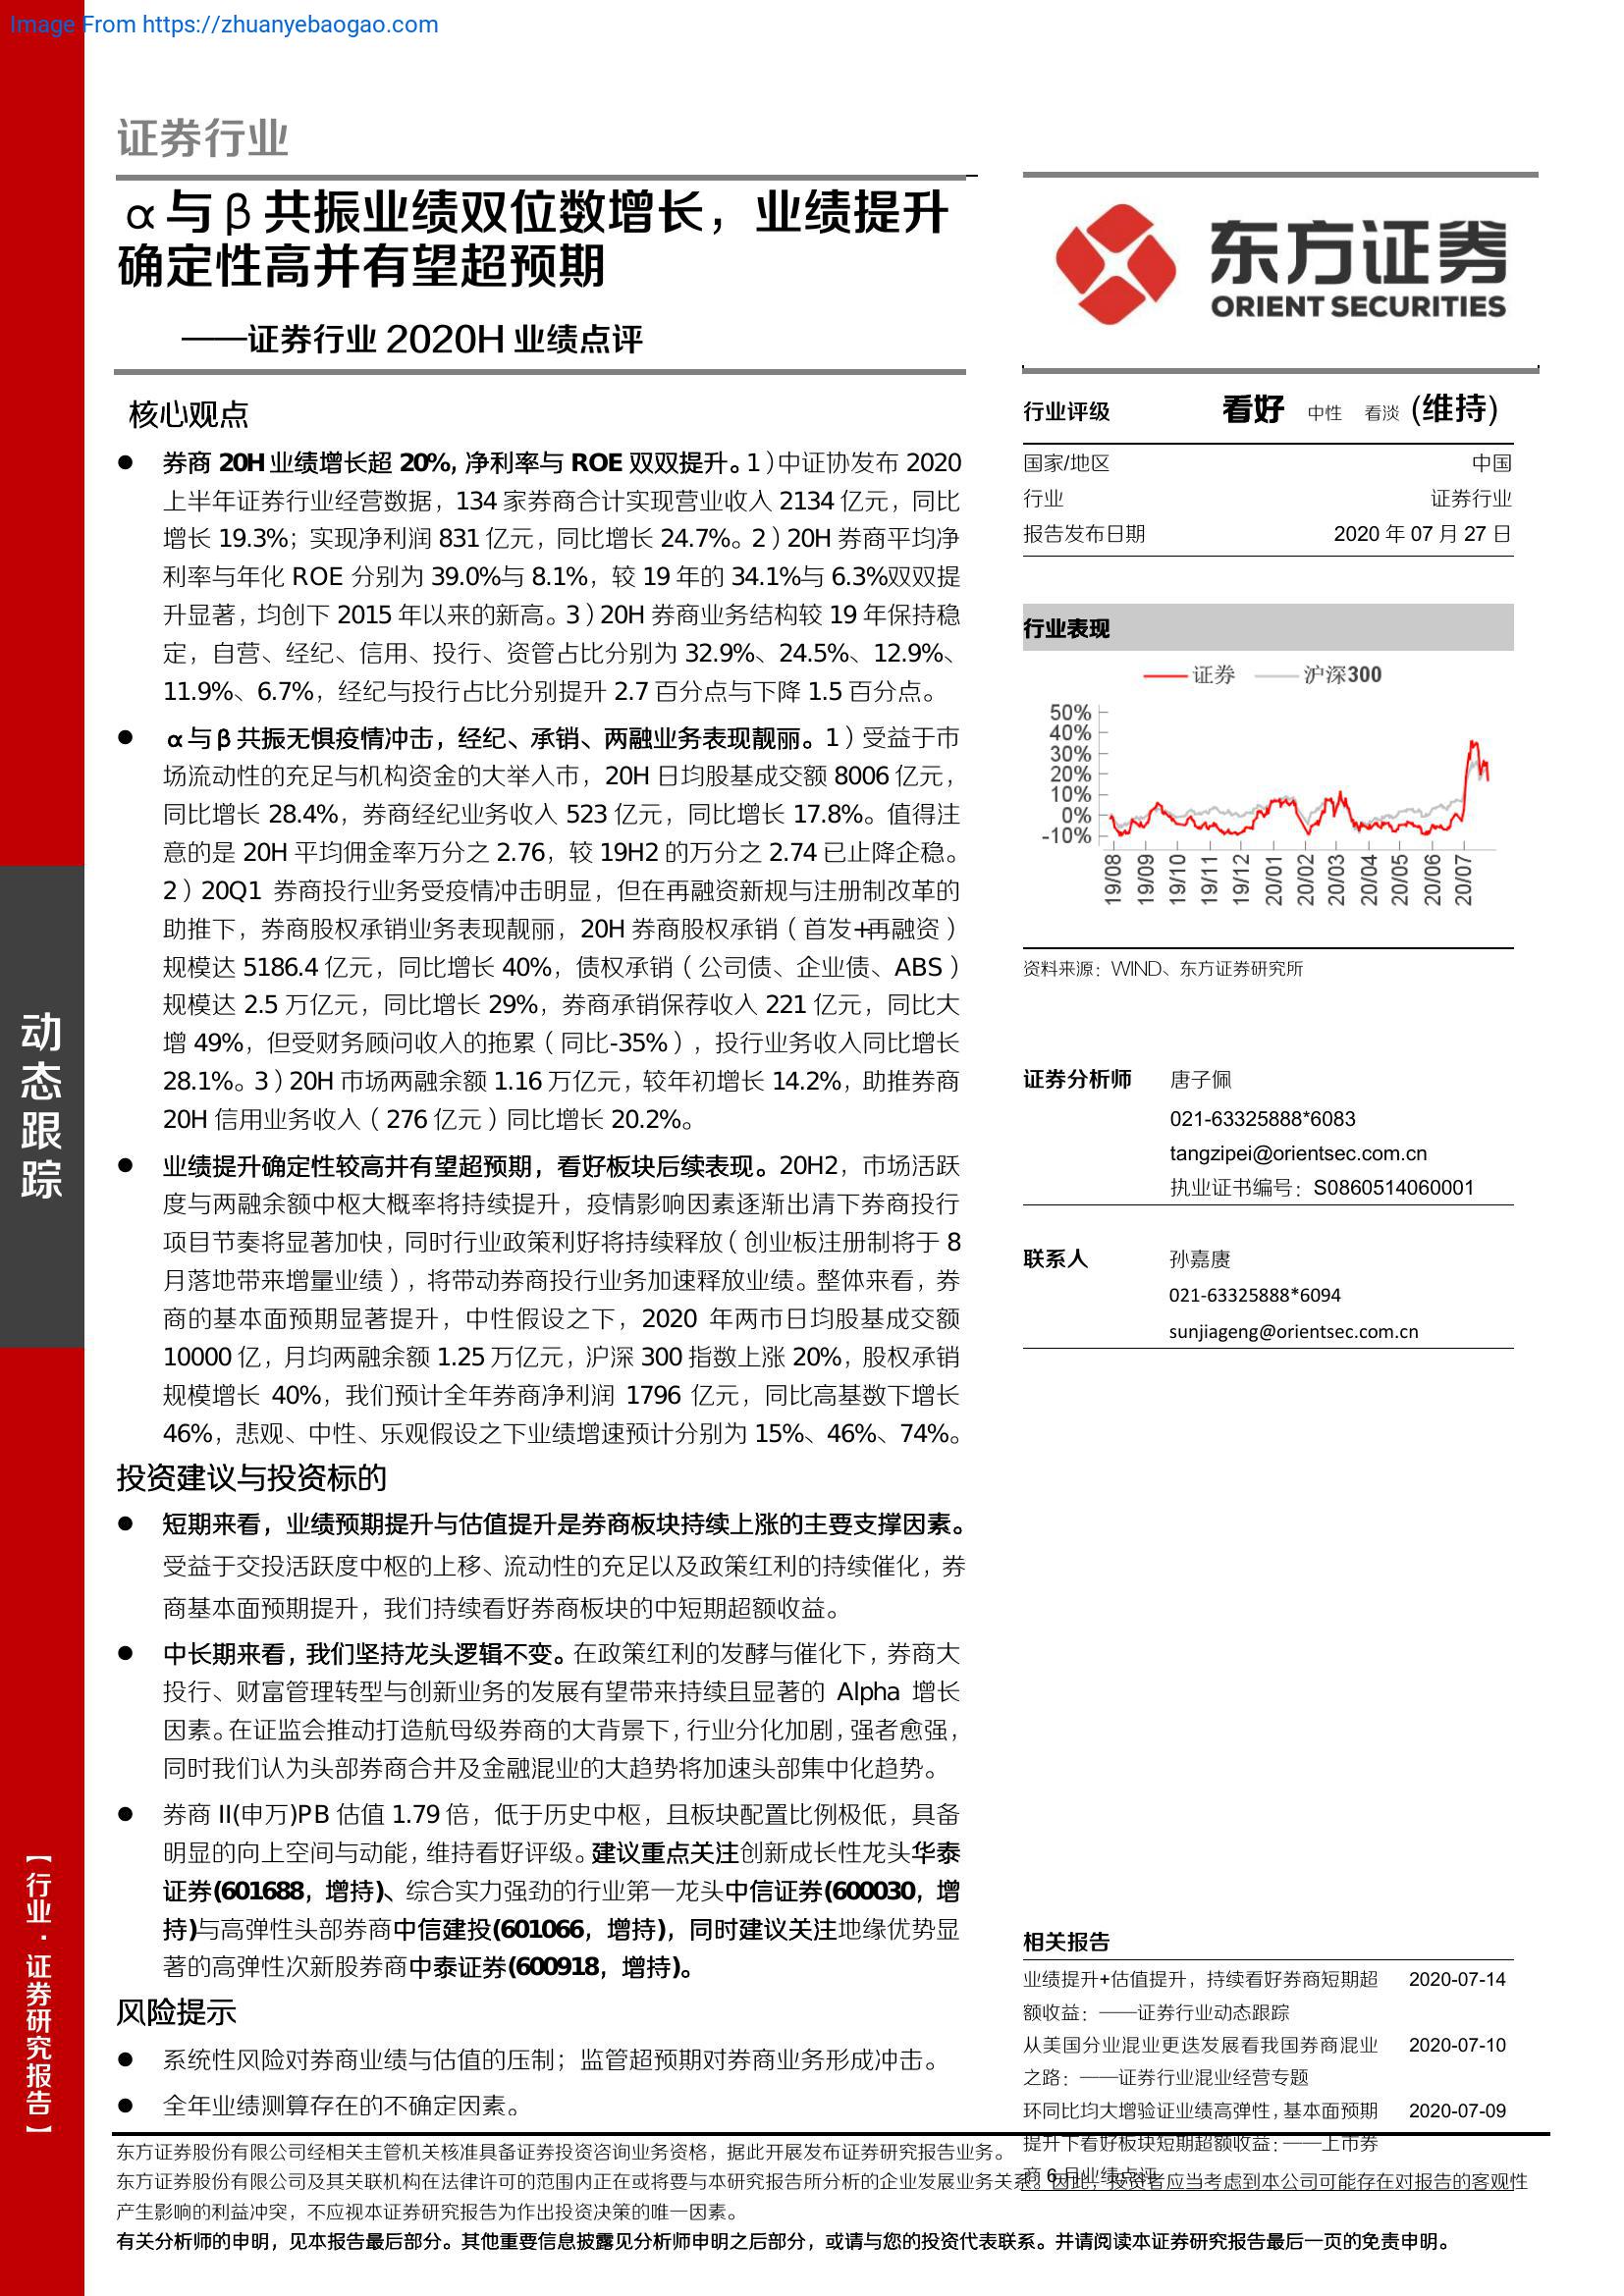 Image From https://zhuanyebaogao.com
证券行业
α与β共振业绩双位数增长，业绩提升
确定性高并有望超预期
——证券行业 2020H 业绩点评
核心观点
● 券商 20H 业绩增长超 20%，净利率与 ROE 双双提升。1）中证协发布 2020
上半年证券行业经营数据，134 家券商合计实现营业收入 2134 亿元，同比
增长 19.3%；实现净利润 831 亿元，同比增长 24.7%。2）20H 券商平均净
利率与年化 ROE 分别为 39.0%与 8.1%，较 19 年的 34.1%与 6.3%双双提
升显著，均创下 2015 年以来的新高。3）20H 券商业务结构较 19 年保持稳
定，自营、经纪、信用、投行、资管占比分别为 32.9%、24.5%、12.9%、
11.9%、6.7%，经纪与投行占比分别提升 2.7 百分点与下降 1.5 百分点。
● α与β共振无惧疫情冲击，经纪、承销、两融业务表现靓丽。1）受益于市
场流动性的充足与机构资金的大举入市，20H 日均股基成交额 8006 亿元，
同比增长 28.4%，券商经纪业务收入 523 亿元，同比增长 17.8%。值得注
意的是 20H 平均佣金率万分之 2.76，较 19H2 的万分之 2.74 已止降企稳。
2）20Q1 券商投行业务受疫情冲击明显，但在再融资新规与注册制改革的
助推下，券商股权承销业务表现靓丽，20H 券商股权承销（首发+再融资）
规模达 5186.4 亿元，同比增长 40%，债权承销（公司债、企业债、ABS）
规模达 2.5 万亿元，同比增长 29%，券商承销保荐收入 221 亿元，同比大
增 49%，但受财务顾问收入的拖累（同比-35%），投行业务收入同比增长
28.1%。3）20H 市场两融余额 1.16 万亿元，较年初增长 14.2%，助推券商
20H 信用业务收入（276 亿元）同比增长 20.2%。
● 业绩提升确定性较高并有望超预期，看好板块后续表现。20H2，市场活跃
度与两融余额中枢大概率将持续提升，疫情影响因素逐渐出清下券商投行
项目节奏将显著加快，同时行业政策利好将持续释放（创业板注册制将于 8
月落地带来增量业绩），将带动券商投行业务加速释放业绩。整体来看，券
商的基本面预期显著提升，中性假设之下，2020 年两市日均股基成交额
10000 亿，月均两融余额 1.25 万亿元，沪深 300 指数上涨 20%，股权承销
规模增长 40%，我们预计全年券商净利润 1796 亿元，同比高基数下增长
46%，悲观、中性、乐观假设之下业绩增速预计分别为 15%、46%、74%。
投资建议与投资标的
● 短期来看，业绩预期提升与估值提升是券商板块持续上涨的主要支撑因素。
受益于交投活跃度中枢的上移、流动性的充足以及政策红利的持续催化，券
商基本面预期提升，我们持续看好券商板块的中短期超额收益。
● 中长期来看，我们坚持龙头逻辑不变。在政策红利的发酵与催化下，券商大
投行、财富管理转型与创新业务的发展有望带来持续且显著的 Alpha 增长
因素。在证监会推动打造航母级券商的大背景下，行业分化加剧，强者愈强，
同时我们认为头部券商合并及金融混业的大趋势将加速头部集中化趋势。
● 券商 II(申万)PB 估值 1.79 倍，低于历史中枢，且板块配置比例极低，具备
明显的向上空间与动能，维持看好评级。建议重点关注创新成长性龙头华泰
证券(601688，增持)、综合实力强劲的行业第一龙头中信证券(600030，增
持)与高弹性头部券商中信建投(601066，增持)，同时建议关注地缘优势显
著的高弹性次新股券商中泰证券(600918，增持)。
风险提示
● 系统性风险对券商业绩与估值的压制；监管超预期对券商业务形成冲击。
● 全年业绩测算存在的不确定因素。
东方证券
ORIENT SECURITIES
行业评级 看好 中性 看淡 (维持)
国家/地区 中国
行业 证券行业
报告发布日期 2020 年 07 月 27 日
行业表现
证券 沪深300
50%
40%
30%
20%
10%
0%
-10%
19/08 19/09 19/10 19/11 19/12 20/01 20/02 20/03 20/04 20/05 20/06 20/07
资料来源：WIND、东方证券研究所
证券分析师 唐子佩
021-63325888*6083
tangzipei@orientsec.com.cn
执业证书编号：S0860514060001
联系人 孙嘉赓
021-63325888*6094
sunjiageng@orientsec.com.cn
相关报告
业绩提升+估值提升，持续看好券商短期超 2020-07-14
额收益：——证券行业动态跟踪
从美国分业混业更迭发展看我国券商混业 2020-07-10
之路：——证券行业混业经营专题
环同比均大增验证业绩高弹性，基本面预期 2020-07-09
提升下看好板块短期超额收益：——上市券
商 6 月业绩点评
动态跟踪
【行业·证券研究报告】
东方证券股份有限公司经相关主管机关核准具备证券投资咨询业务资格，据此开展发布证券研究报告业务。
东方证券股份有限公司及其关联机构在法律许可的范围内正在或将要与本研究报告所分析的企业发展业务关系。因此，投资者应当考虑到本公司可能存在对报告的客观性
产生影响的利益冲突，不应视本证券研究报告为作出投资决策的唯一因素。
有关分析师的申明，见本报告最后部分。其他重要信息披露见分析师申明之后部分，或请与您的投资代表联系。并请阅读本证券研究报告最后一页的免责申明。